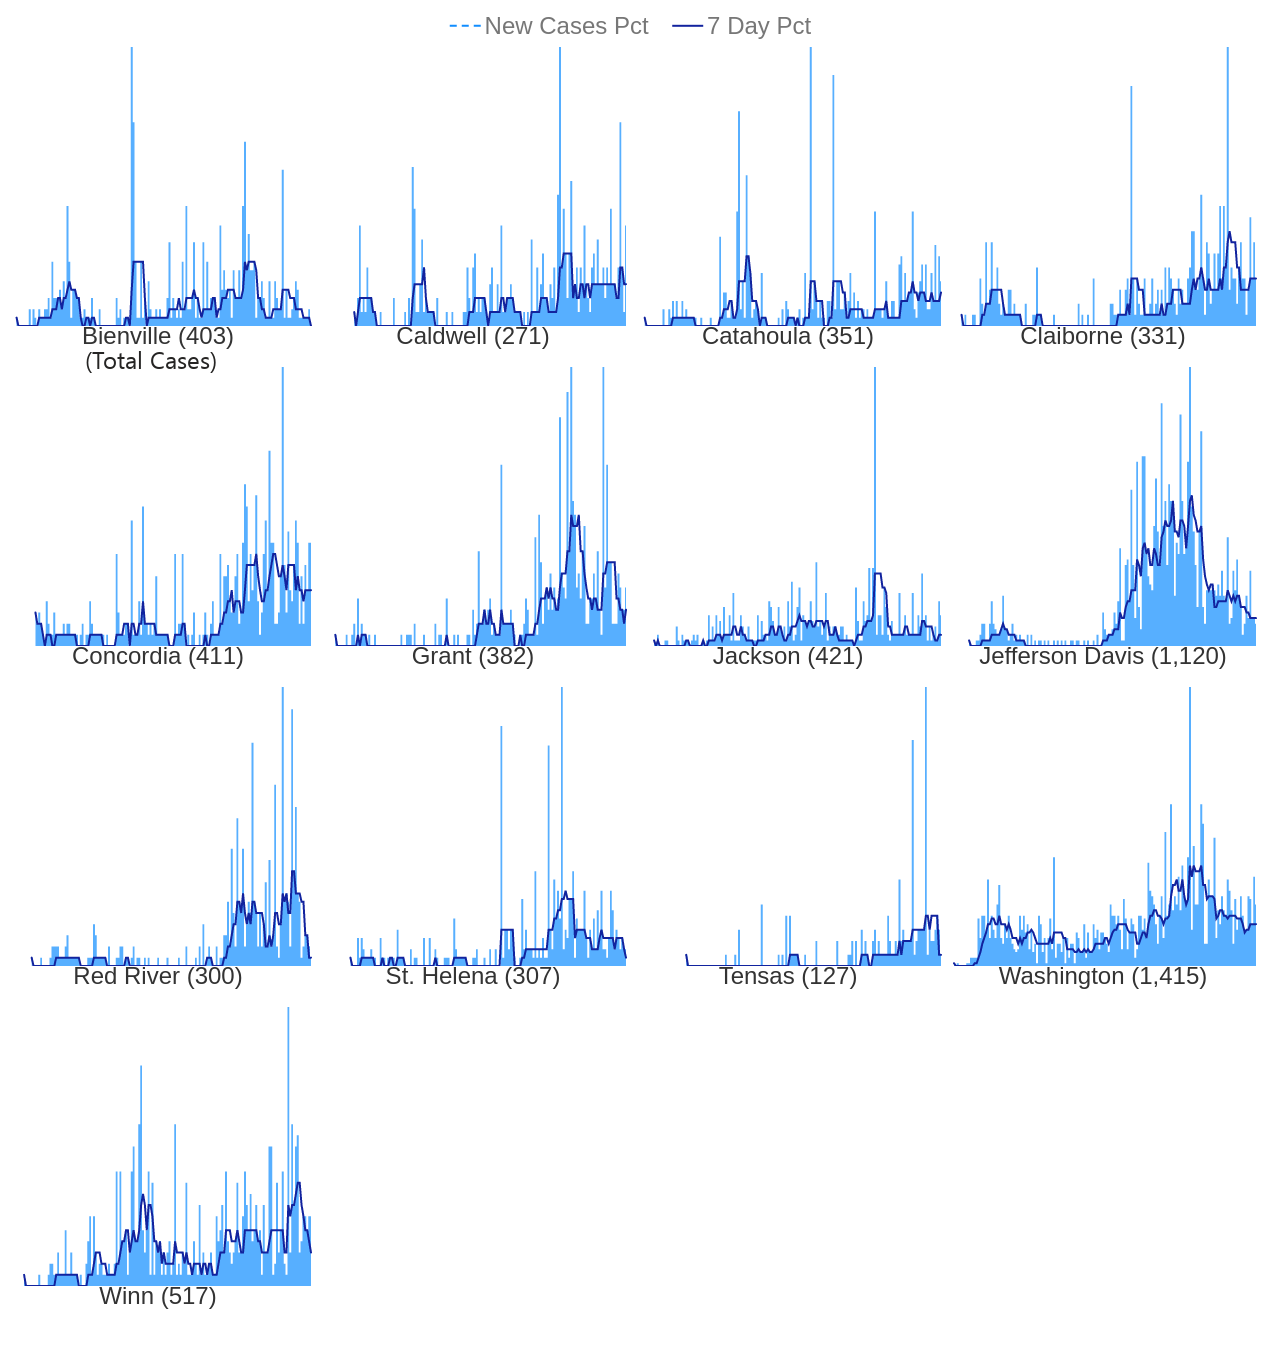 New Cases Pct 7 Day Pct
Bienville (403) Caldwell (271) Catahoula (351) Claiborne (331)
(Total Cases)
Concordia (411) Grant (382) Jackson (421) Jefferson Davis (1,120)
Red River (300) St. Helena (307) Tensas (127) Washington (1,415)
Winn (517)